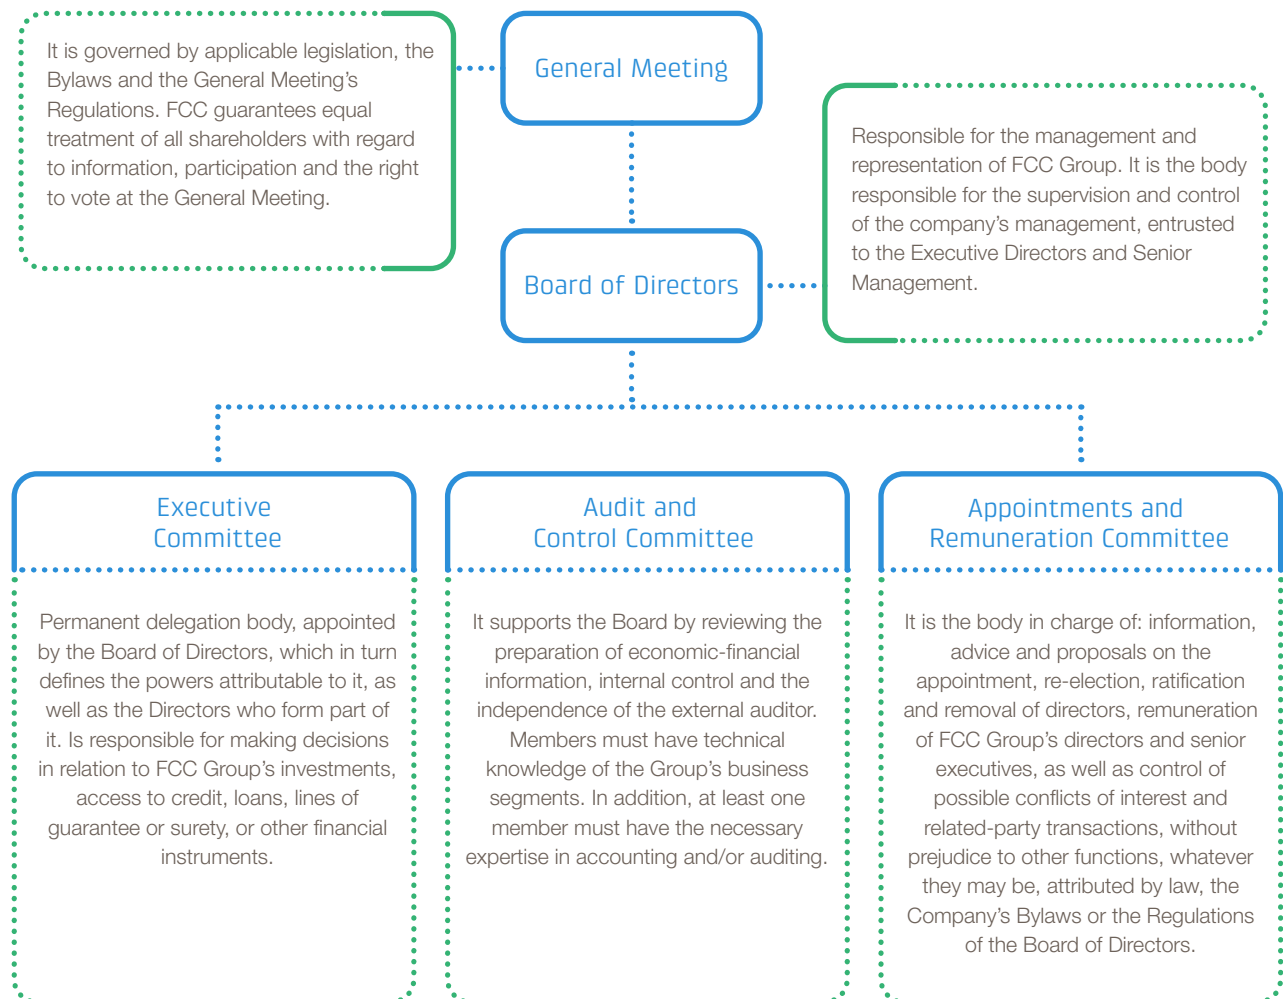 It is governed by applicable legislation, the
Bylaws and the General Meeting's
Regulations. FCC guarantees equal
treatment of all shareholders with regard
to information, participation and the right
to vote at the General Meeting.
General Meeting
Responsible for the management and
representation of FCC Group. It is the body
responsible for the supervision and control
of the company's management, entrusted
to the Executive Directors and Senior
Management.
Board of Directors
Executive
Committee
Permanent delegation body, appointed
by the Board of Directors, which in turn
defines the powers attributable to it, as
well as the Directors who form part of
it. Is responsible for making decisions
in relation to FCC Group's investments,
access to credit, loans, lines of
guarantee or surety, or other financial
instruments.
Audit and
Control Committee
It supports the Board by reviewing the
preparation of economic-financial
information, internal control and the
independence of the external auditor.
Members must have technical
knowledge of the Group's business
segments. In addition, at least one
member must have the necessary
expertise in accounting and/or auditing.
Appointments and
Remuneration Committee
It is the body in charge of: information,
advice and proposals on the
appointment, re-election, ratification
and removal of directors, remuneration
of FCC Group's directors and senior
executives, as well as control of
possible conflicts of interest and
related-party transactions, without
prejudice to other functions, whatever
they may be, attributed by law, the
Company's Bylaws or the Regulations
of the Board of Directors.